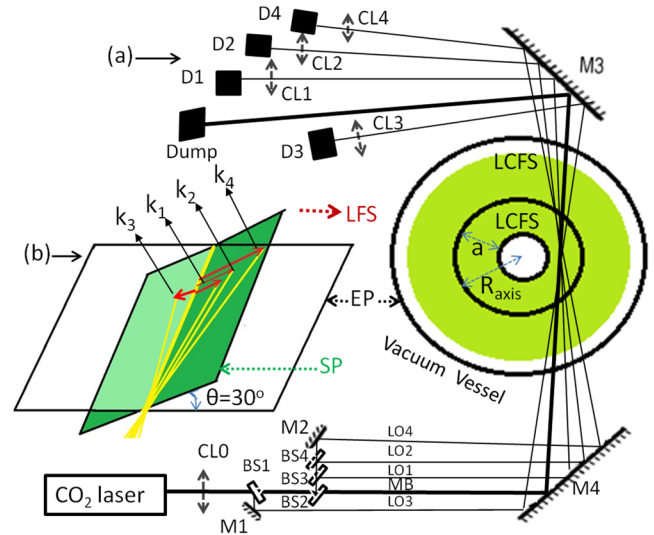 D4
CL4
(a)
D2
CL2
M3
D1
CL1
CL3
Dump
D3
LCFS
k4
k2
k1
k3
LFS
LCFS
(b)
a
EP
Raxis
SP
θ=30o
Vacuum Vessel
M2
LO4
BS4
LO2
CL0
BS1
BS3
LO1
MB
M4
CO2 laser
BS2
LO3
M1